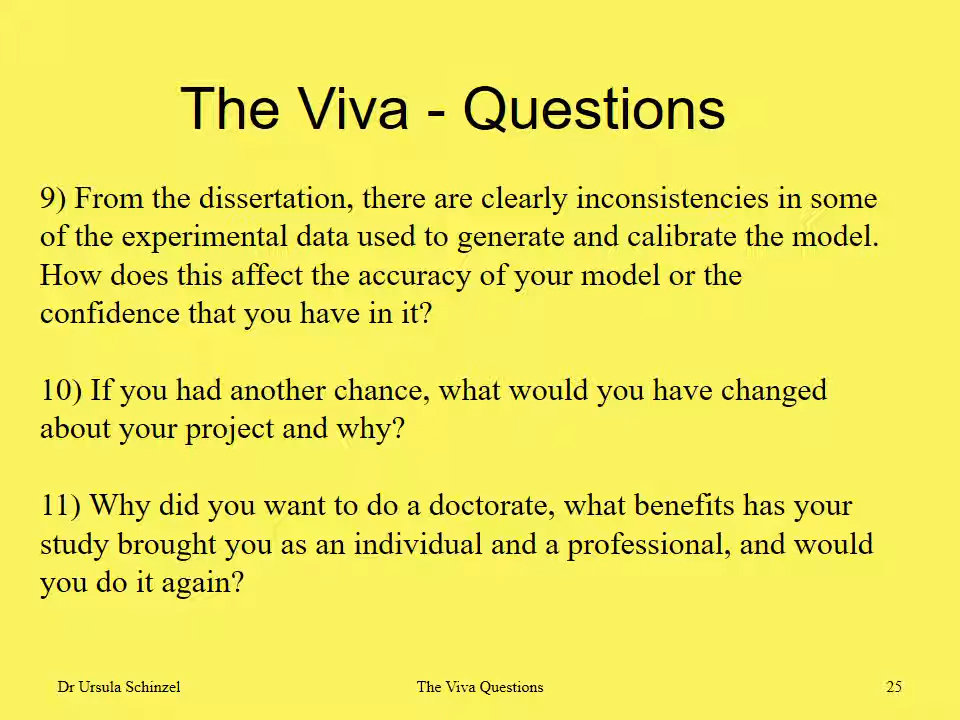 The Viva - Questions
9) From the dissertation, there are clearly inconsistencies in some
of the experimental data used to generate and calibrate the model.
How does this affect the accuracy of your model or the
confidence that you have in it?
10) If you had another chance, what would you have changed
about your project and why?
11) Why did you want to do a doctorate, what benefits has your
study brought you as an individual and a professional, and would
you do it again?
Dr Ursula Schinzel
The Viva Questions
25